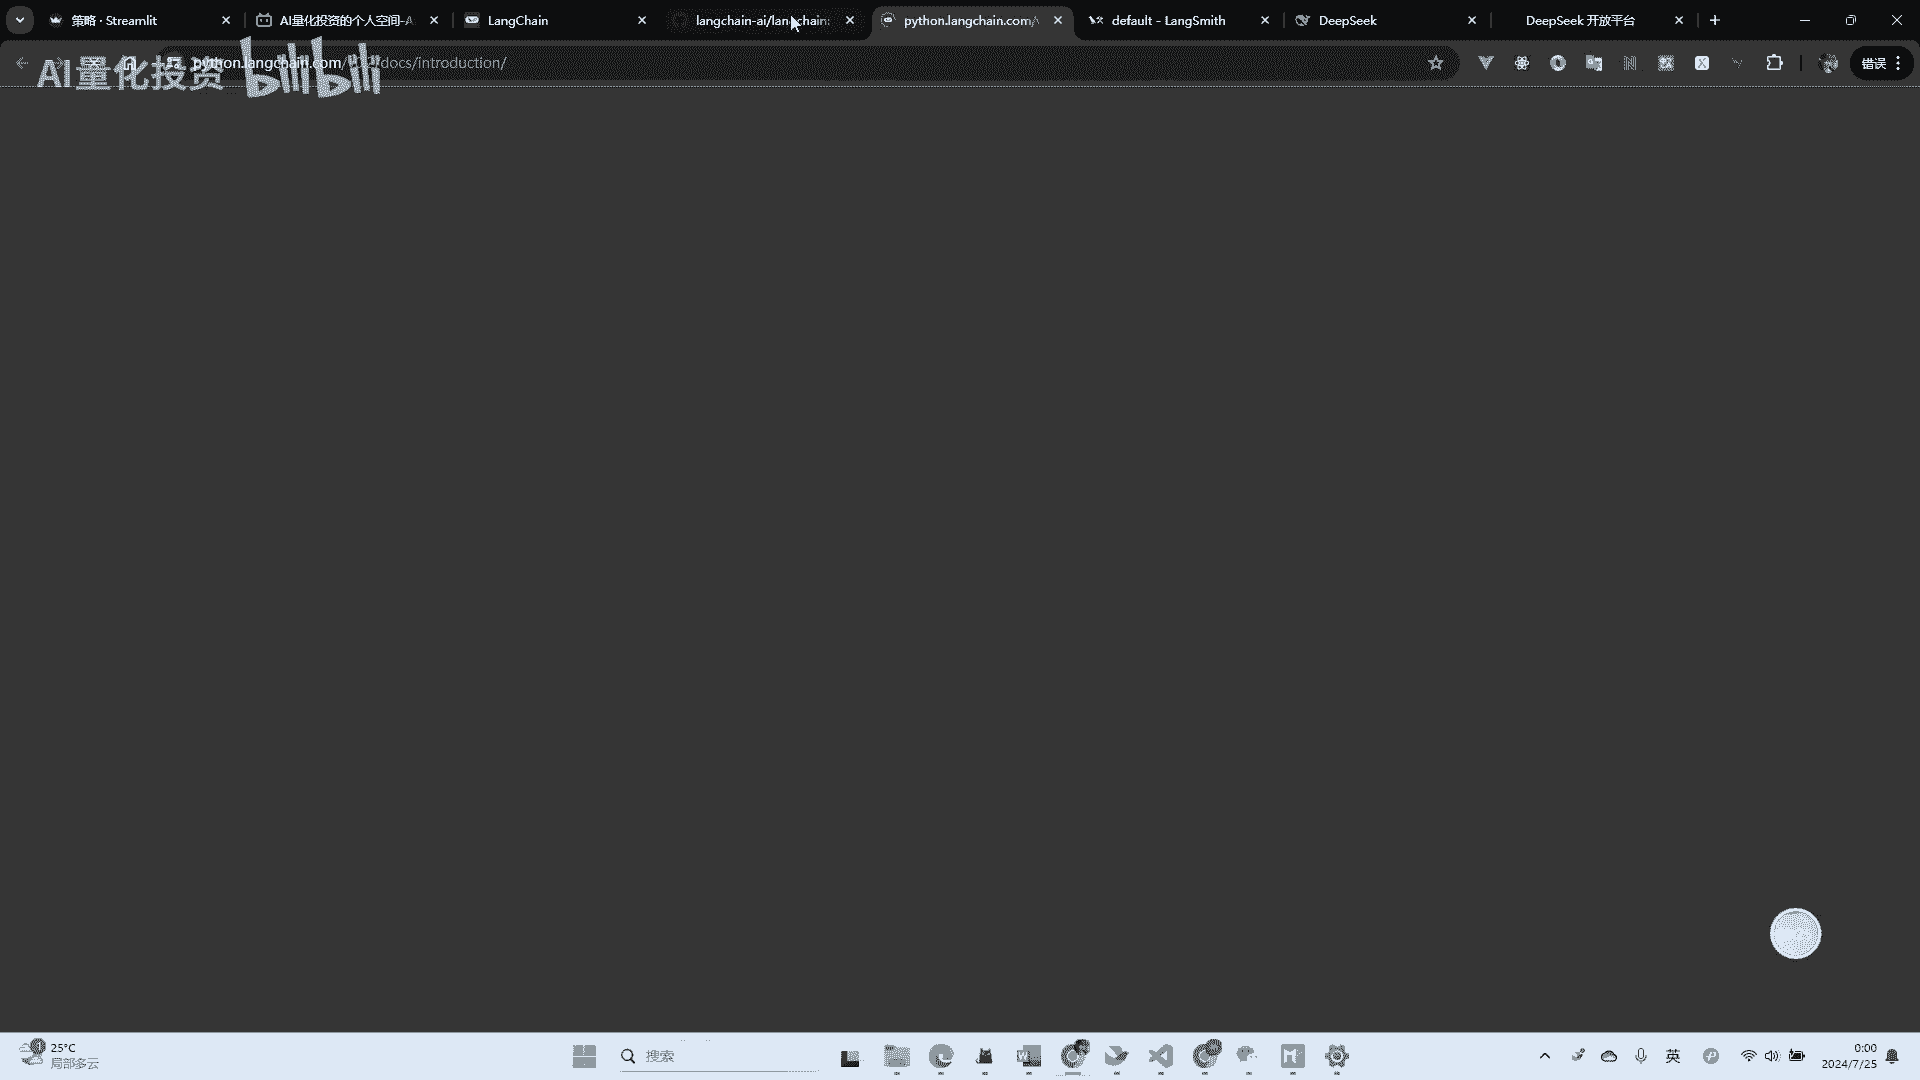 策略 · Streamlit
AI量化投资的个人空间-A
LangChain
langchain-ai/langchain:
python.langchain.com/
default - LangSmith
DeepSeek
DeepSeek 开放平台
python.langchain.com/ docs/introduction/
错误
AI量化投资 bilibili
25°C
局部多云
搜索
英
0:00
2024/7/25